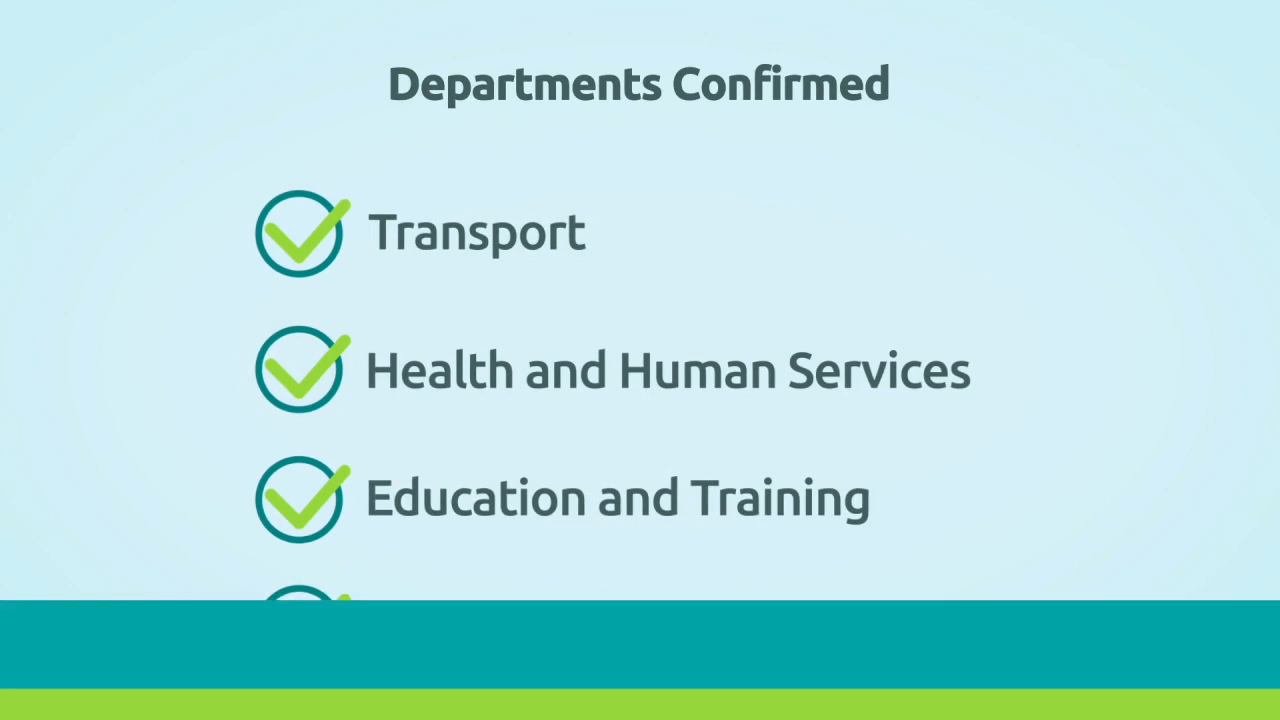 Departments Confirmed
Transport
Health and Human Services
Education and Training